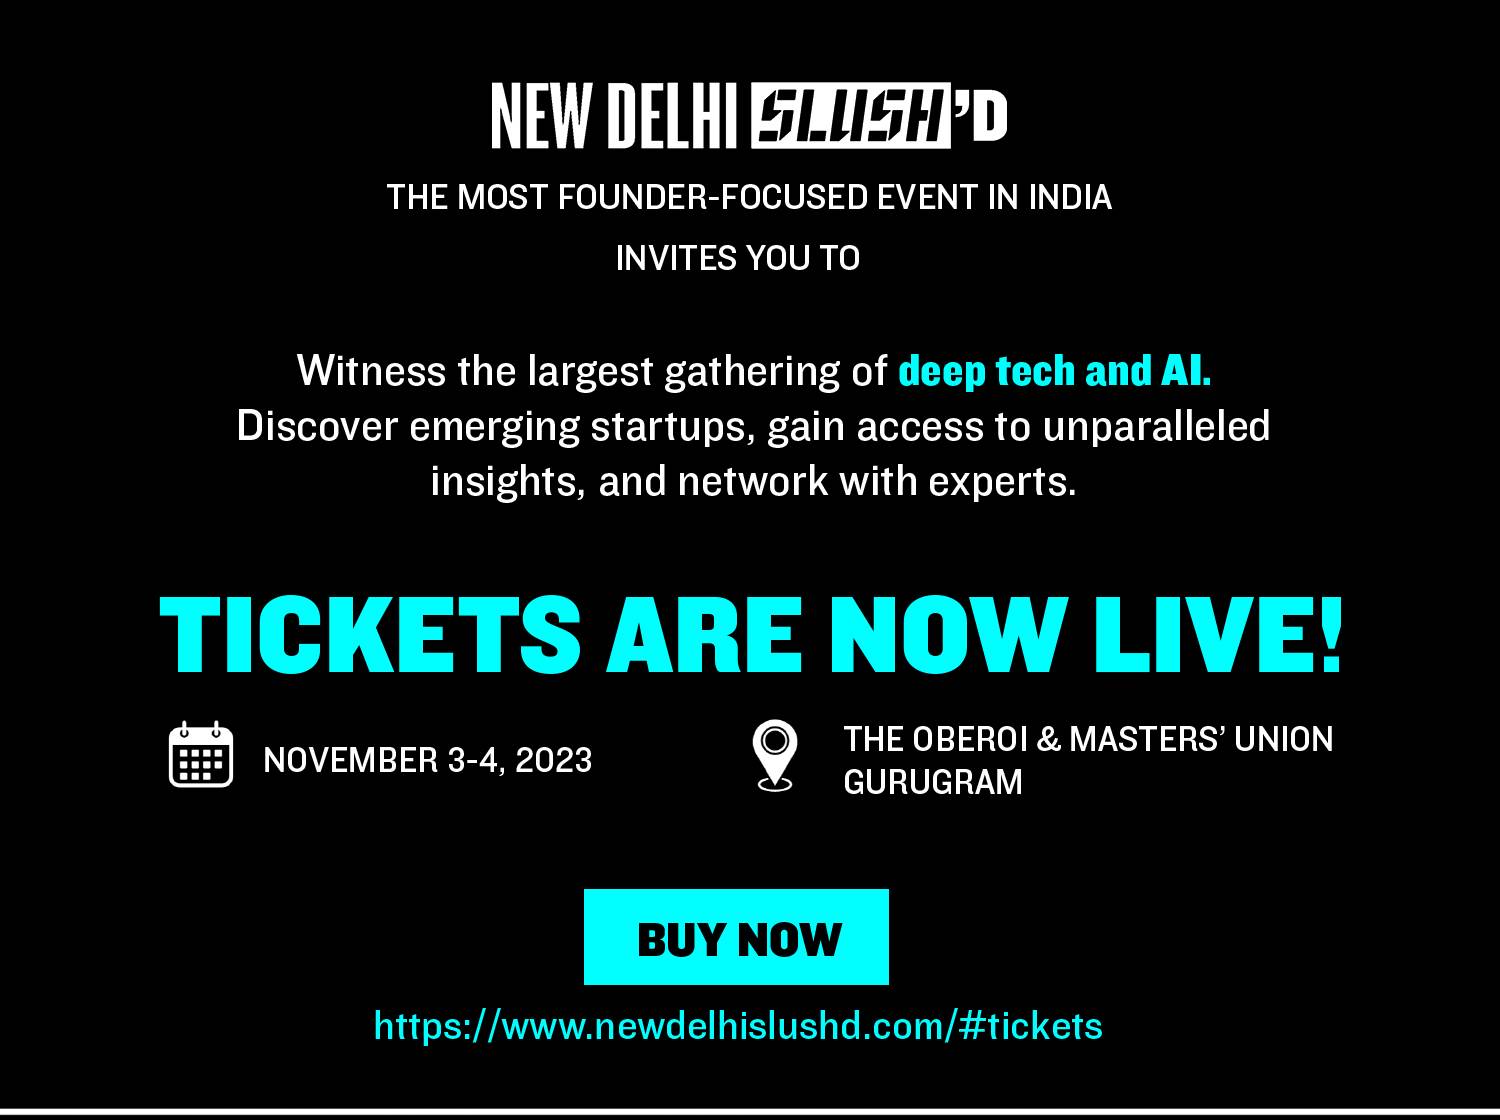 NEW DELHI SLUSH’D
THE MOST FOUNDER-FOCUSED EVENT IN INDIA
INVITES YOU TO
Witness the largest gathering of deep tech and AI.
Discover emerging startups, gain access to unparalleled
insights, and network with experts.
TICKETS ARE NOW LIVE!
NOVEMBER 3-4, 2023
THE OBEROI & MASTERS’ UNION
GURUGRAM
BUY NOW
https://www.newdelhislushd.com/#tickets